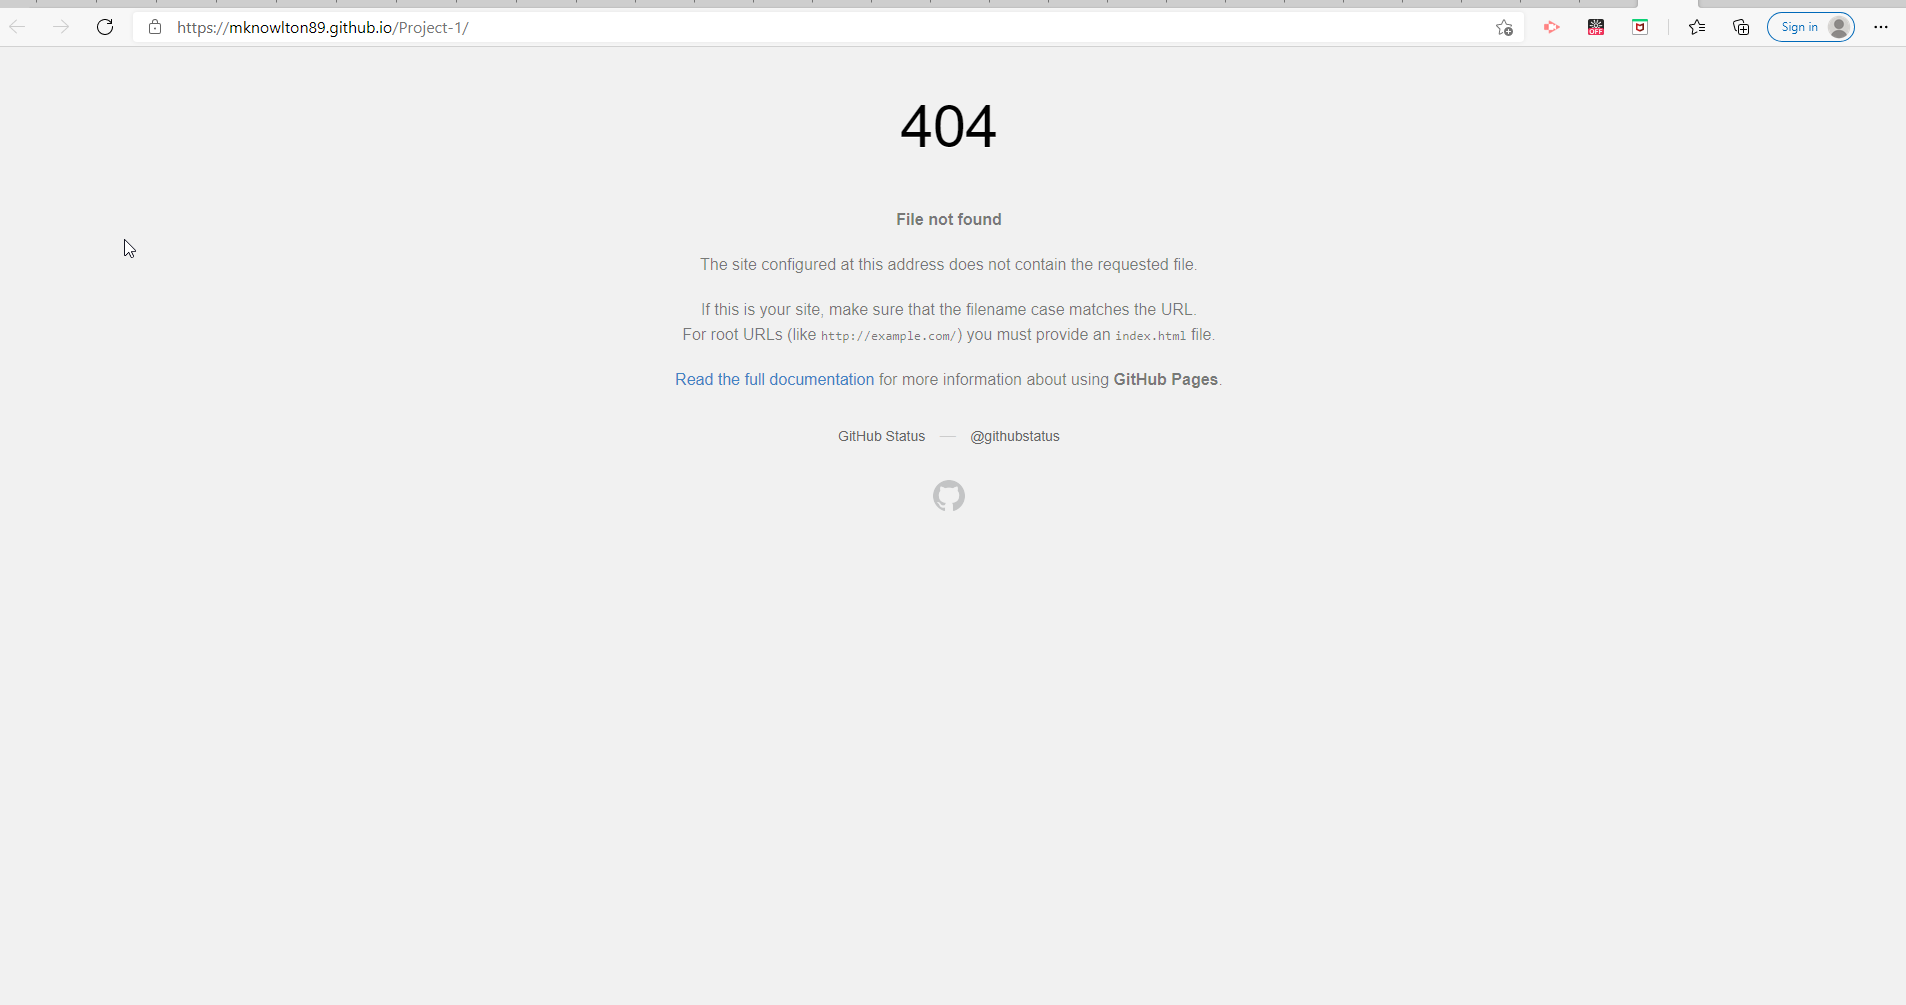 https://mknowlton89.github.io/Project-1/
OFF
Sign in
404
File not found
The site configured at this address does not contain the requested file.
If this is your site, make sure that the filename case matches the URL.
For root URLs (like http://example.com/) you must provide an index.html file.
Read the full documentation for more information about using GitHub Pages.
GitHub Status — @githubstatus